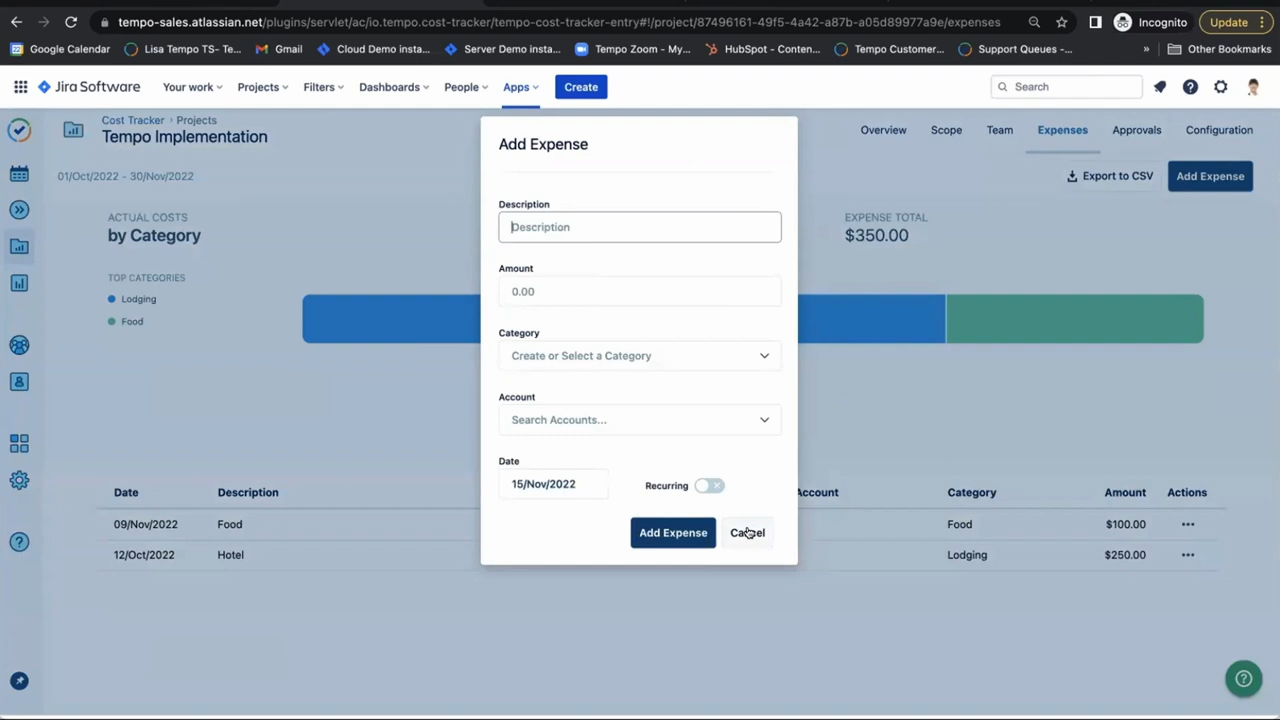 tempo-sales.atlassian.net/plugins/servlet/ac/io.tempo.cost-tracker/tempo-cost-tracker-entry#!/project/87496161-49f5-4a42-a87b-a05d89977a9e/expenses
Incognito
Update
Google Calendar
Lisa Tempo TS- Te...
Gmail
Cloud Demo insta...
Server Demo insta...
Tempo Zoom - My...
HubSpot - Conten...
Tempo Customer...
Support Queues -...
»
Other Bookmarks
Jira Software
Your work
Projects
Filters
Dashboards
People
Apps
Create
Search
Cost Tracker › Projects
Tempo Implementation
Overview
Scope
Team
Expenses
Approvals
Configuration
01/Oct/2022 - 30/Nov/2022
Export to CSV
Add Expense
ACTUAL COSTS
by Category
EXPENSE TOTAL
$350.00
TOP CATEGORIES
Lodging
Food
Add Expense
Description
Description
Amount
0.00
Category
Create or Select a Category
Account
Search Accounts...
Date
15/Nov/2022
Recurring
Add Expense
Cancel
Date Description Account Category Amount Actions
09/Nov/2022 Food Food $100.00
12/Oct/2022 Hotel Lodging $250.00